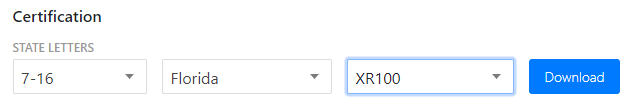 Certification
STATE LETTERS
7-16 Florida XR100 Download